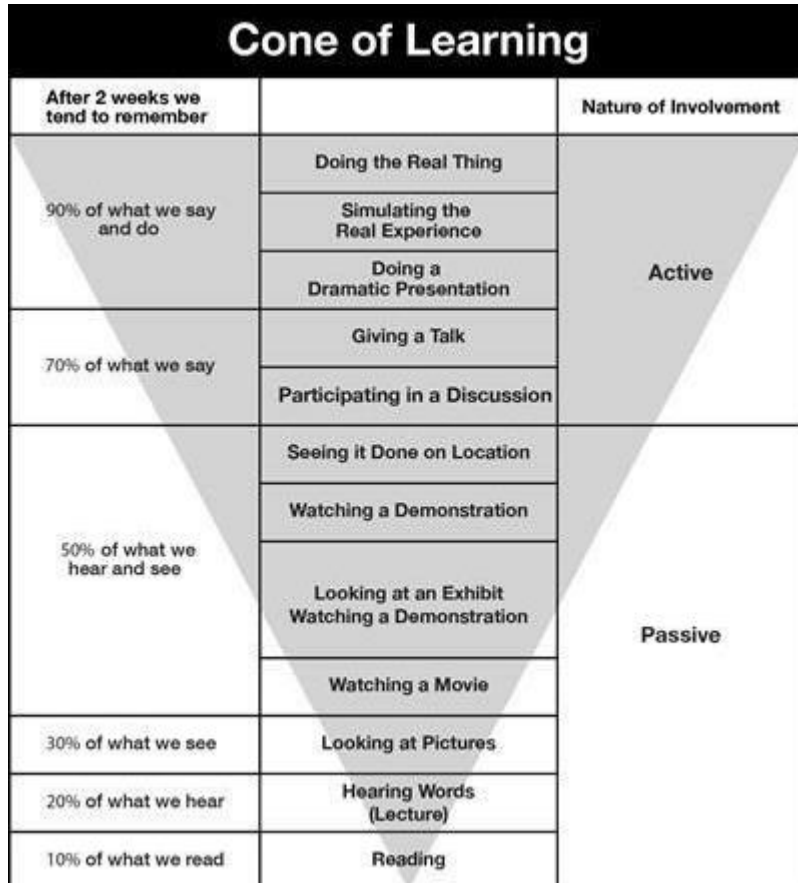 Cone of Learning
After 2 weeks we
tend to remember
Nature of Involvement
90% of what we say
and do
Doing the Real Thing
Simulating the
Real Experience
Doing a
Dramatic Presentation
Active
70% of what we say
Giving a Talk
Participating in a Discussion
50% of what we
hear and see
Seeing it Done on Location
Watching a Demonstration
Looking at an Exhibit
Watching a Demonstration
Watching a Movie
Passive
30% of what we see
Looking at Pictures
20% of what we hear
Hearing Words
(Lecture)
10% of what we read
Reading